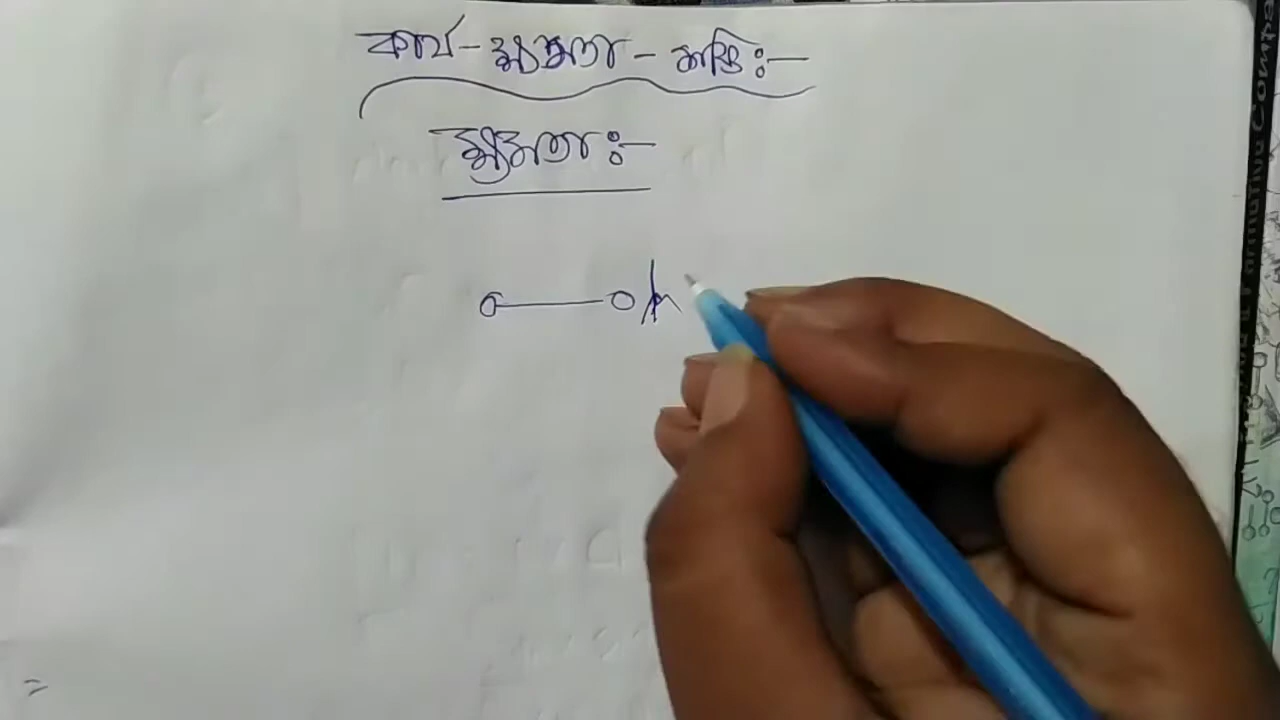 কার্য - ক্ষমতা - শক্তি :-
ক্ষমতা :-